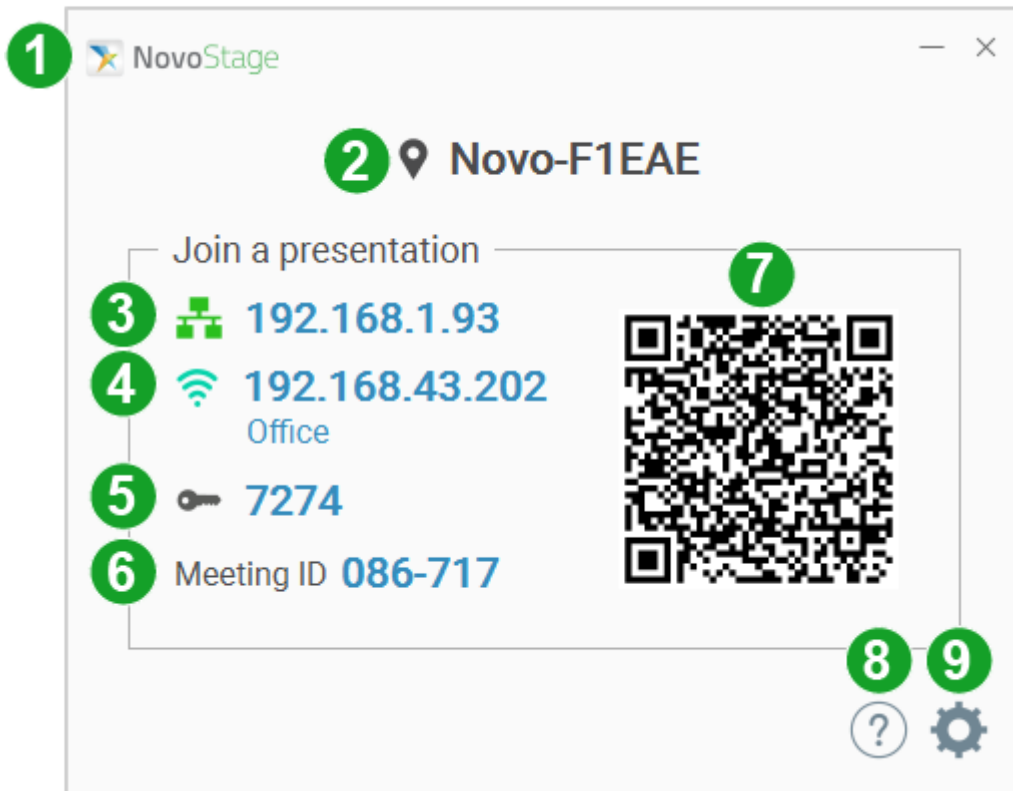 1 NovoStage
2 Novo-F1EAE
Join a presentation
7
3 192.168.1.93
4 192.168.43.202
Office
5 7274
6 Meeting ID 086-717
8 9
?